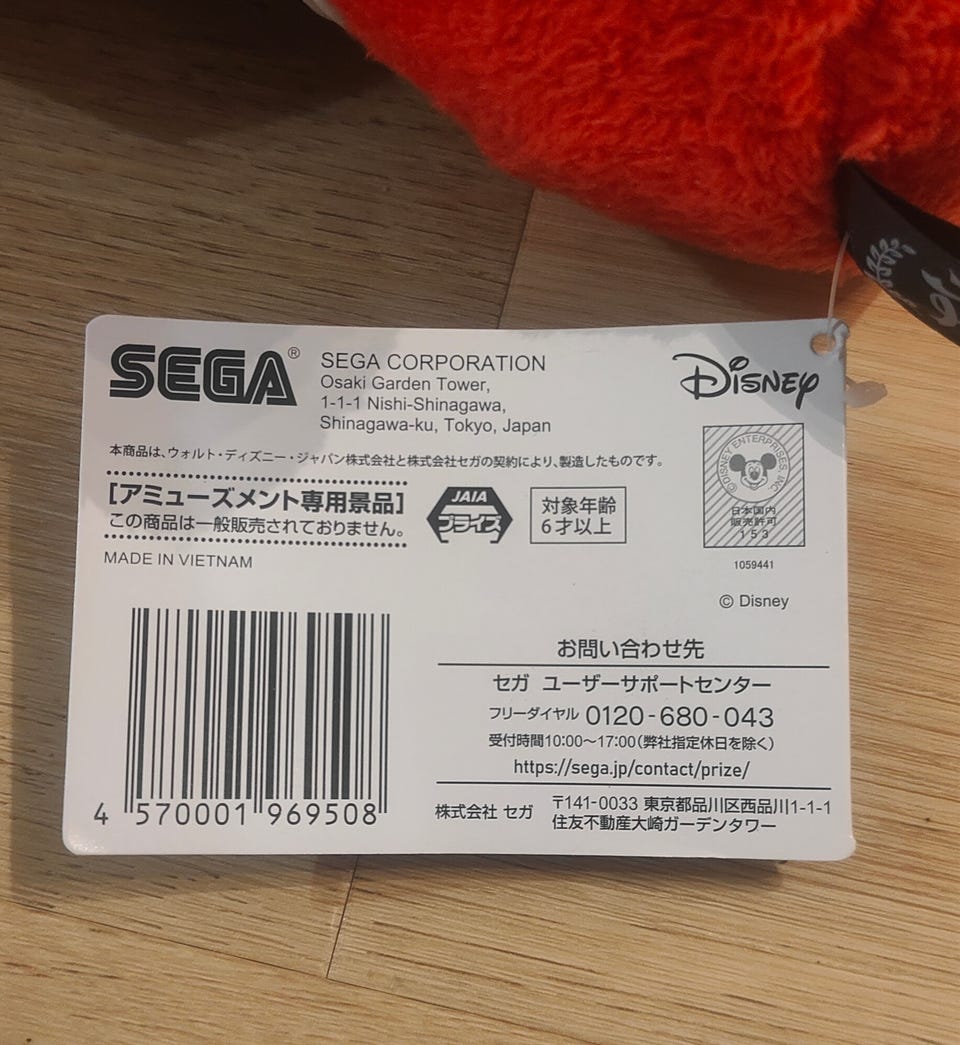 SEGA®
SEGA CORPORATION
Osaki Garden Tower,
1-1-1 Nishi-Shinagawa,
Shinagawa-ku, Tokyo, Japan
Disney
本商品は、ウォルト・ディズニー・ジャパン株式会社と株式会社セガの契約により、製造したものです。
[アミューズメント専用景品]
この商品は一般販売されておりません。
JAIA
プライズ
対象年齢
6才以上
©DISNEY ENTERPRISES, INC.
日本国内
販売許可
153
1059441
MADE IN VIETNAM
© Disney
お問い合わせ先
セガ ユーザーサポートセンター
フリーダイヤル 0120-680-043
受付時間10:00〜17:00(弊社指定休日を除く)
https://sega.jp/contact/prize/
株式会社 セガ
〒141-0033 東京都品川区西品川1-1-1
住友不動産大崎ガーデンタワー
4 570001 969508